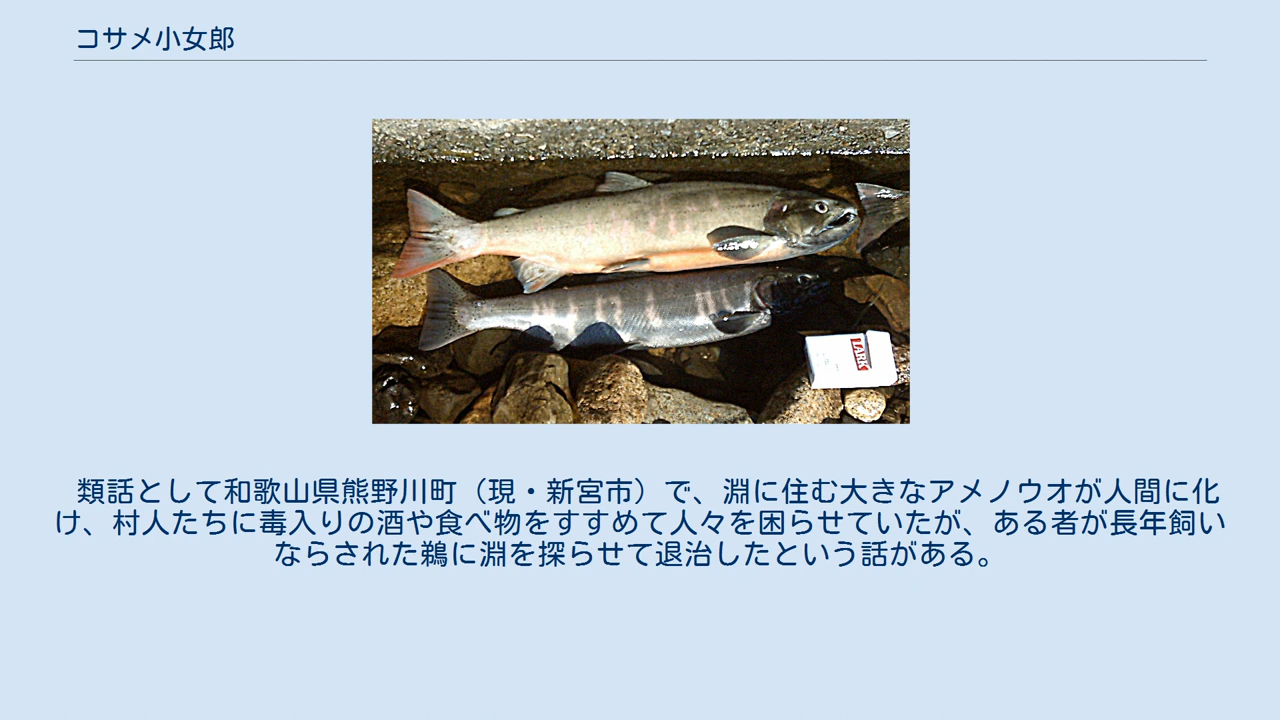 コサメ小女郎
LARK
類話として和歌山県熊野川町（現・新宮市）で、淵に住む大きなアメノウオが人間に化
け、村人たちに毒入りの酒や食べ物をすすめて人々を困らせていたが、ある者が長年飼い
ならされた鵜に淵を探らせて退治したという話がある。